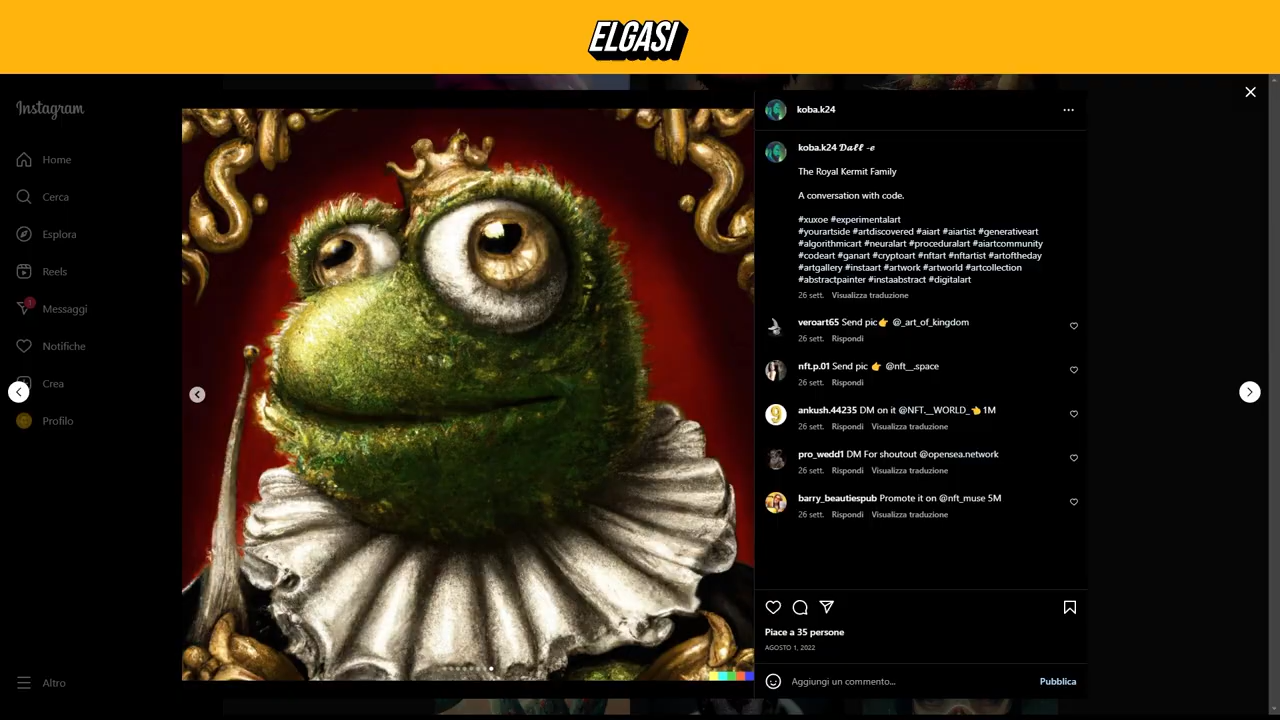 ELGASI
Instagram
Home
Cerca
Esplora
Reels
1
Messaggi
Notifiche
Crea
Profilo
Altro
koba.k24
koba.k24 𝓓𝓪𝓵𝓵 -𝓮
The Royal Kermit Family
A conversation with code.
#xuxoe #experimentalart
#yourartside #artdiscovered #aiart #aiartist #generativeart
#algorithmicart #neuralart #proceduralart #aiartcommunity
#codeart #ganart #cryptoart #nftart #nftartist #artoftheday
#artgallery #instaart #artwork #artworld #artcollection
#abstractpainter #instaabstract #digitalart
26 sett. Visualizza traduzione
veroart65 Send pic👉 @_art_of_kingdom
26 sett. Rispondi
nft.p.01 Send pic 👉 @nft__.space
26 sett. Rispondi
9
ankush.44235 DM on it @NFT.__WORLD_👈1M
26 sett. Rispondi Visualizza traduzione
pro_wedd1 DM For shoutout @opensea.network
26 sett. Rispondi Visualizza traduzione
barry_beautiespub Promote it on @nft_muse 5M
26 sett. Rispondi Visualizza traduzione
Piace a 35 persone
AGOSTO 1, 2022
Aggiungi un commento...
Pubblica